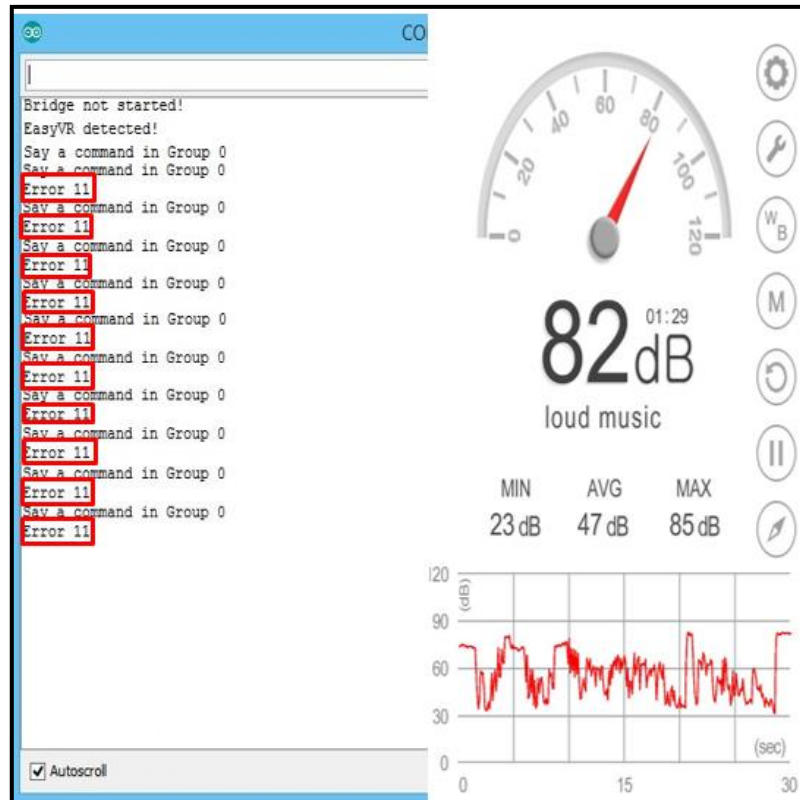 CO
Bridge not started!
EasyVR detected!
Say a command in Group 0
Say a command in Group 0
Error 11
Say a command in Group 0
Error 11
Say a command in Group 0
Error 11
Say a command in Group 0
Error 11
Say a command in Group 0
Error 11
Say a command in Group 0
Error 11
Say a command in Group 0
Error 11
Say a command in Group 0
Error 11
Say a command in Group 0
Error 11
Say a command in Group 0
Error 11
Autoscroll
0 20 40 60 80 100 120
82 dB
01:29
loud music
MIN AVG MAX
23 dB 47 dB 85 dB
W B
M
120
(dB)
90
60
30
0
(sec)
0 15 30